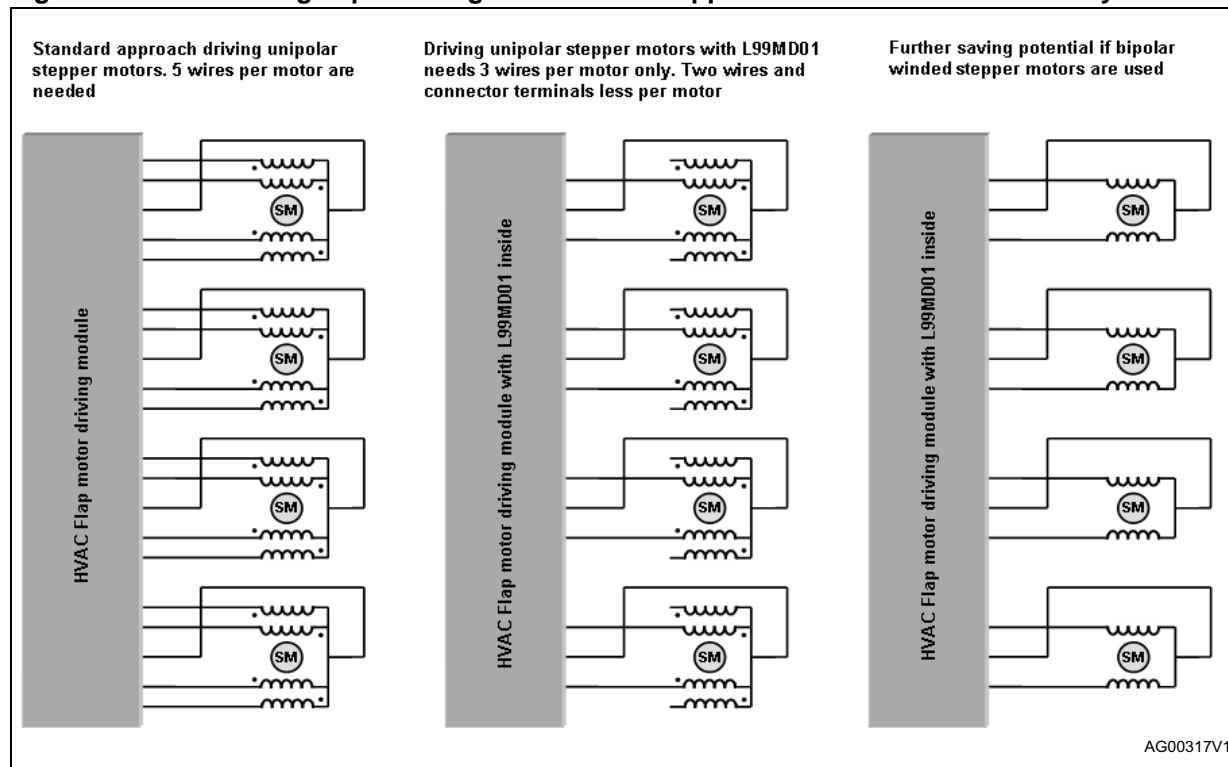 Standard approach driving unipolar
stepper motors. 5 wires per motor are
needed
Driving unipolar stepper motors with L99MD01
needs 3 wires per motor only. Two wires and
connector terminals less per motor
Further saving potential if bipolar
winded stepper motors are used
HVAC Flap motor driving module
SM
SM
SM
SM
HVAC Flap motor driving module with L99MD01 inside
SM
SM
SM
SM
HVAC Flap motor driving module with L99MD01 inside
SM
SM
SM
SM
AG00317V1